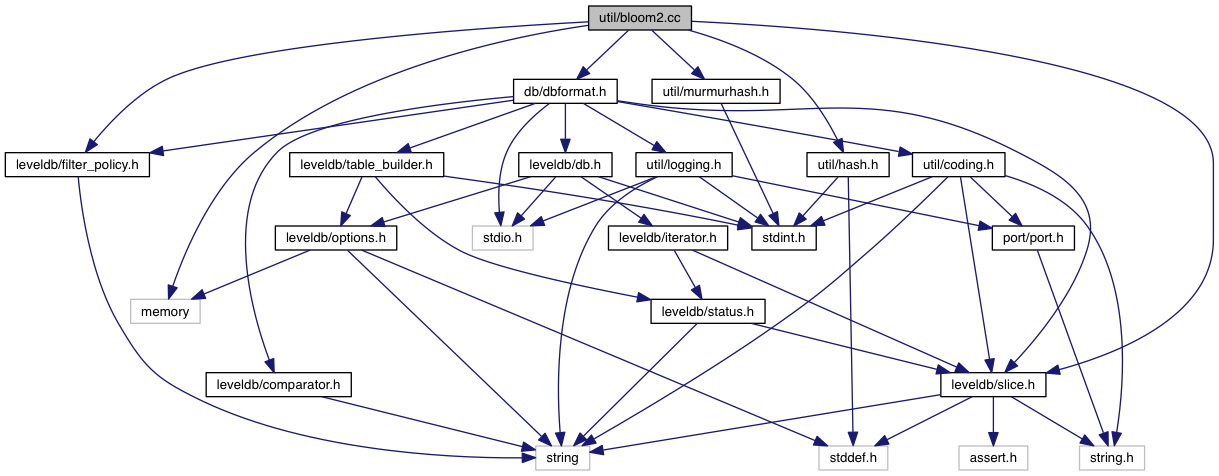 util/bloom2.cc
db/dbformat.h
util/murmurhash.h
leveldb/filter_policy.h
leveldb/table_builder.h
leveldb/db.h
util/logging.h
util/hash.h
util/coding.h
leveldb/options.h
stdio.h
leveldb/iterator.h
stdint.h
port/port.h
memory
leveldb/status.h
leveldb/comparator.h
leveldb/slice.h
string
stddef.h
assert.h
string.h